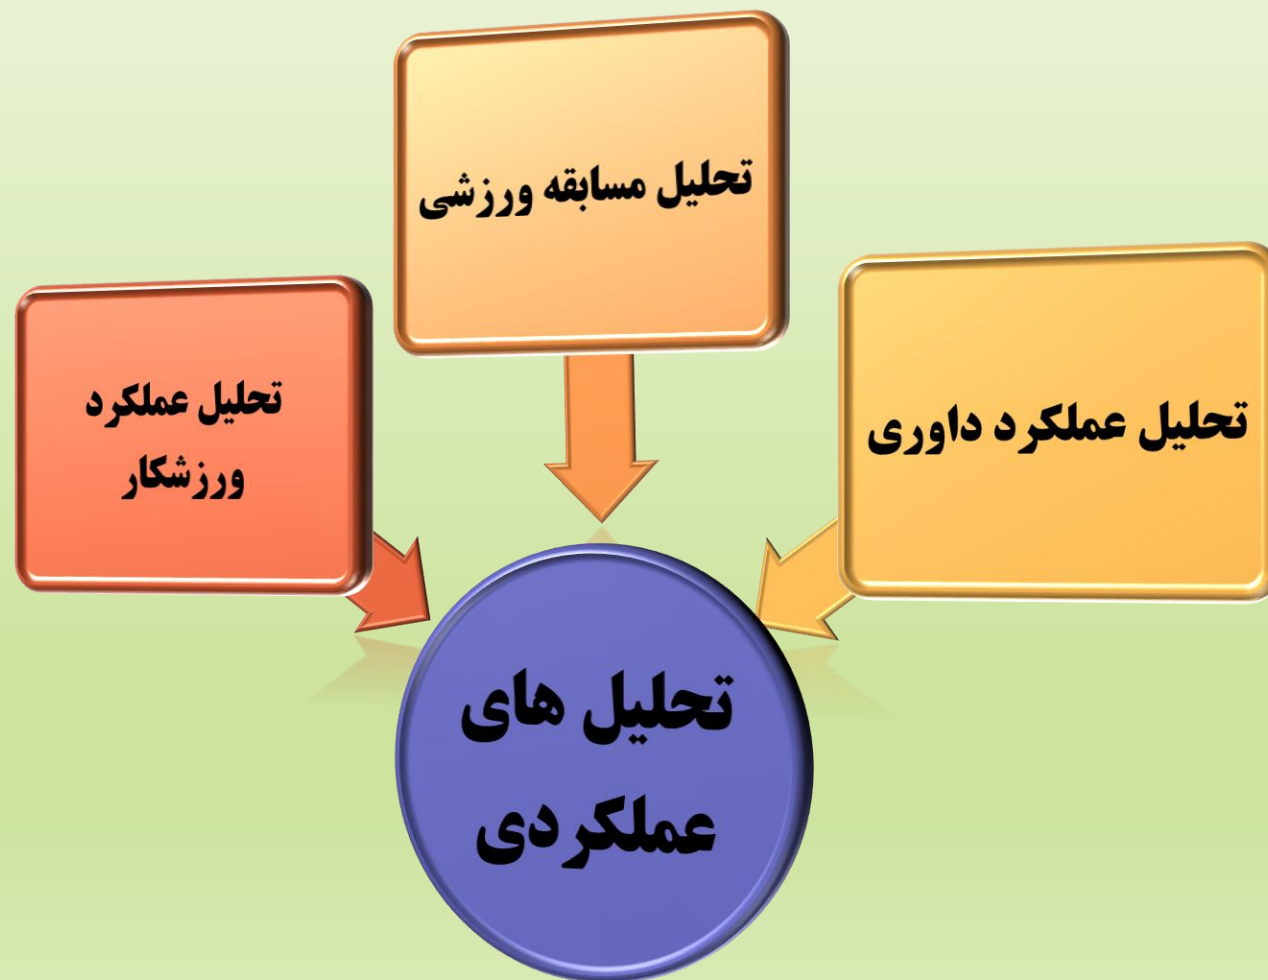 تحلیل مسابقه ورزشی
تحلیل عملکرد داوری
تحلیل عملکرد
ورزشکار
تحلیل های
عملکردی